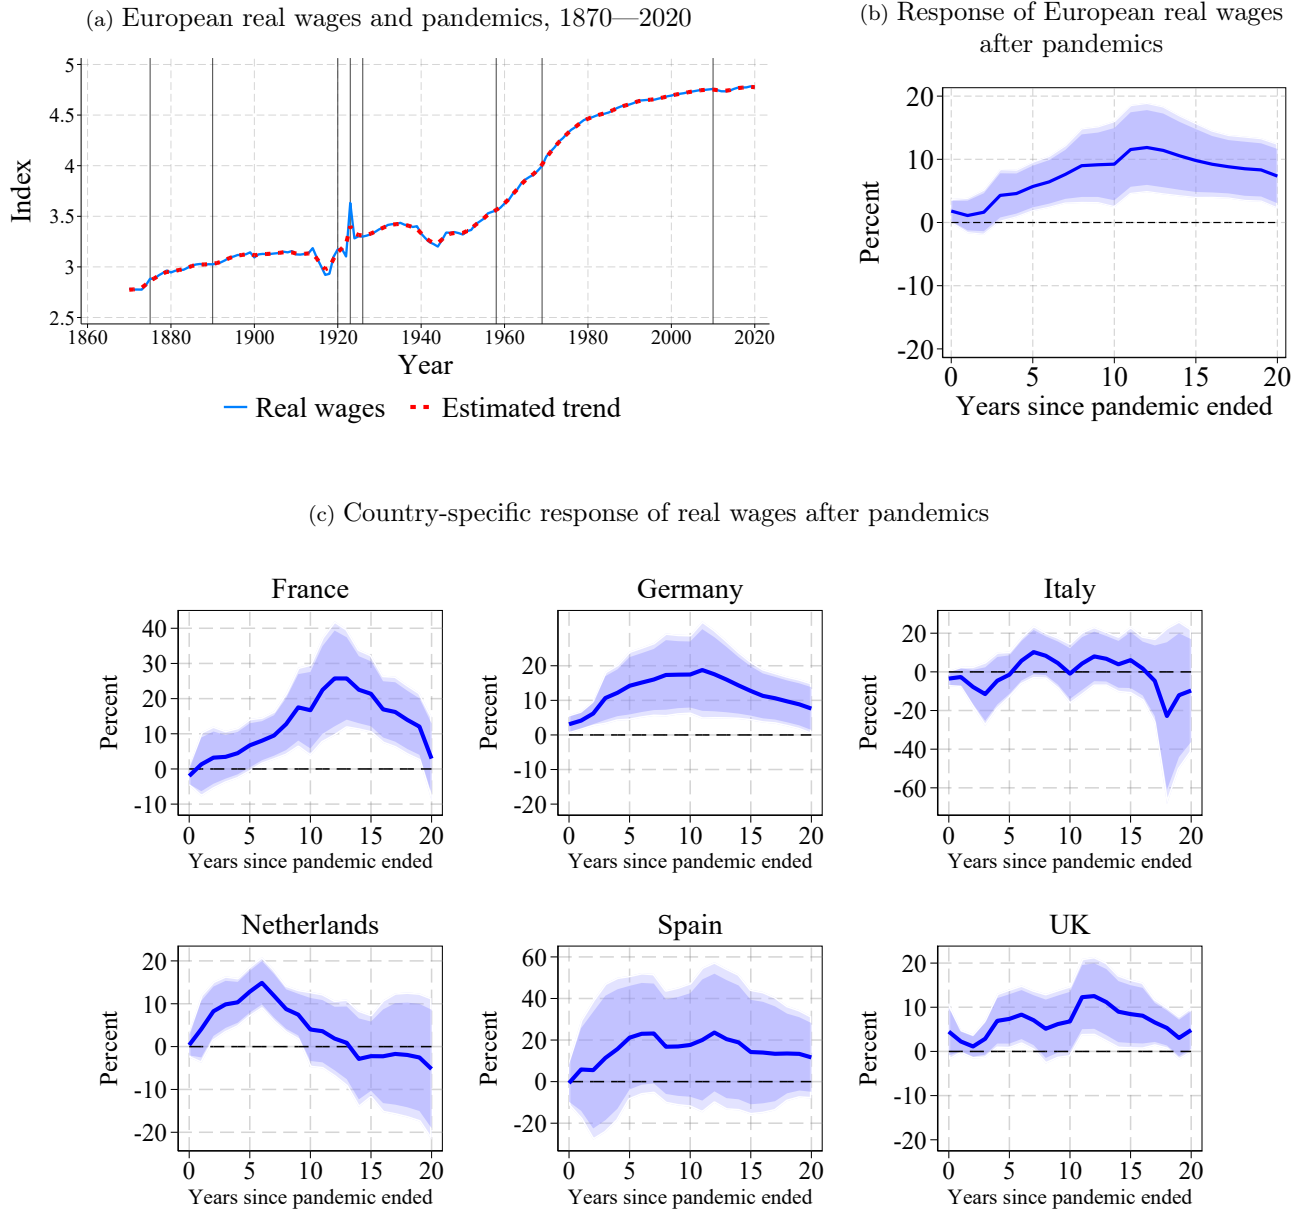 (a) European real wages and pandemics, 1870—2020
5
4.5
4
3.5
3
2.5
Index
1860 1880 1900 1920 1940 1960 1980 2000 2020
Year
Real wages Estimated trend
(b) Response of European real wages
after pandemics
20
10
0
-10
-20
Percent
0 5 10 15 20
Years since pandemic ended
(c) Country-specific response of real wages after pandemics
France
40
30
20
10
0
-10
Percent
0 5 10 15 20
Years since pandemic ended
Germany
20
10
0
-10
-20
Percent
0 5 10 15 20
Years since pandemic ended
Italy
20
0
-20
-40
-60
Percent
0 5 10 15 20
Years since pandemic ended
Netherlands
20
10
0
-10
-20
Percent
0 5 10 15 20
Years since pandemic ended
Spain
60
40
20
0
-20
Percent
0 5 10 15 20
Years since pandemic ended
UK
20
10
0
-10
-20
Percent
0 5 10 15 20
Years since pandemic ended